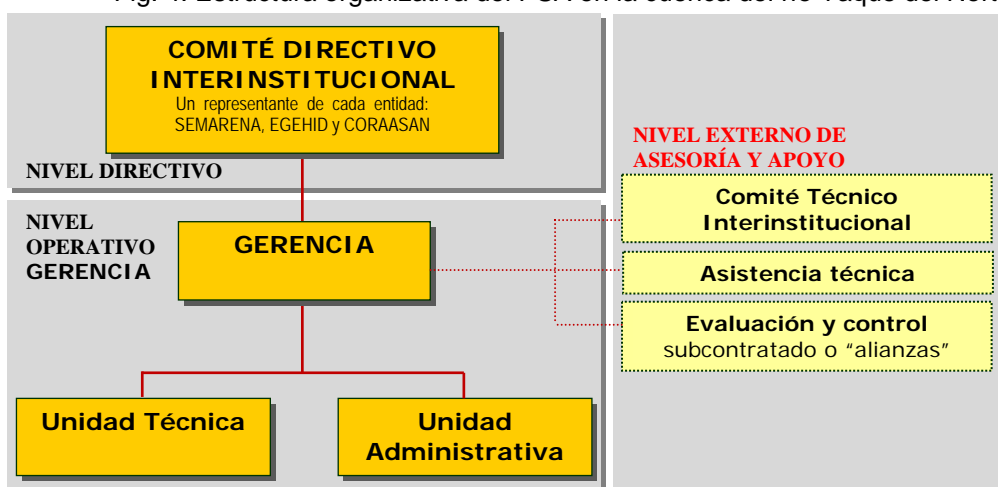 COMITÉ DIRECTIVO
INTERINSTITUCIONAL
Un representante de cada entidad:
SEMARENA, EGEHID y CORAASAN
NIVEL DIRECTIVO
NIVEL
OPERATIVO
GERENCIA
GERENCIA
Unidad Técnica
Unidad
Administrativa
NIVEL EXTERNO DE
ASESORÍA Y APOYO
Comité Técnico
Interinstitucional
Asistencia técnica
Evaluación y control
subcontratado o “alianzas”